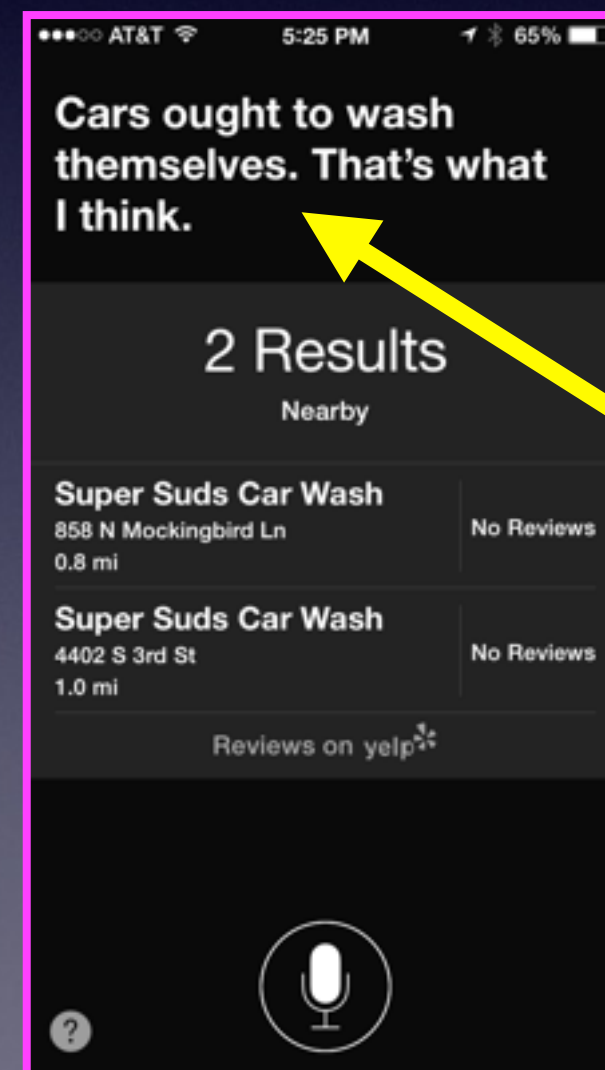 AT&T 5:25 PM 65%
Cars ought to wash
themselves. That's what
I think.
2 Results
Nearby
Super Suds Car Wash
858 N Mockingbird Ln
0.8 mi
No Reviews
Super Suds Car Wash
4402 S 3rd St
1.0 mi
No Reviews
Reviews on yelp
?